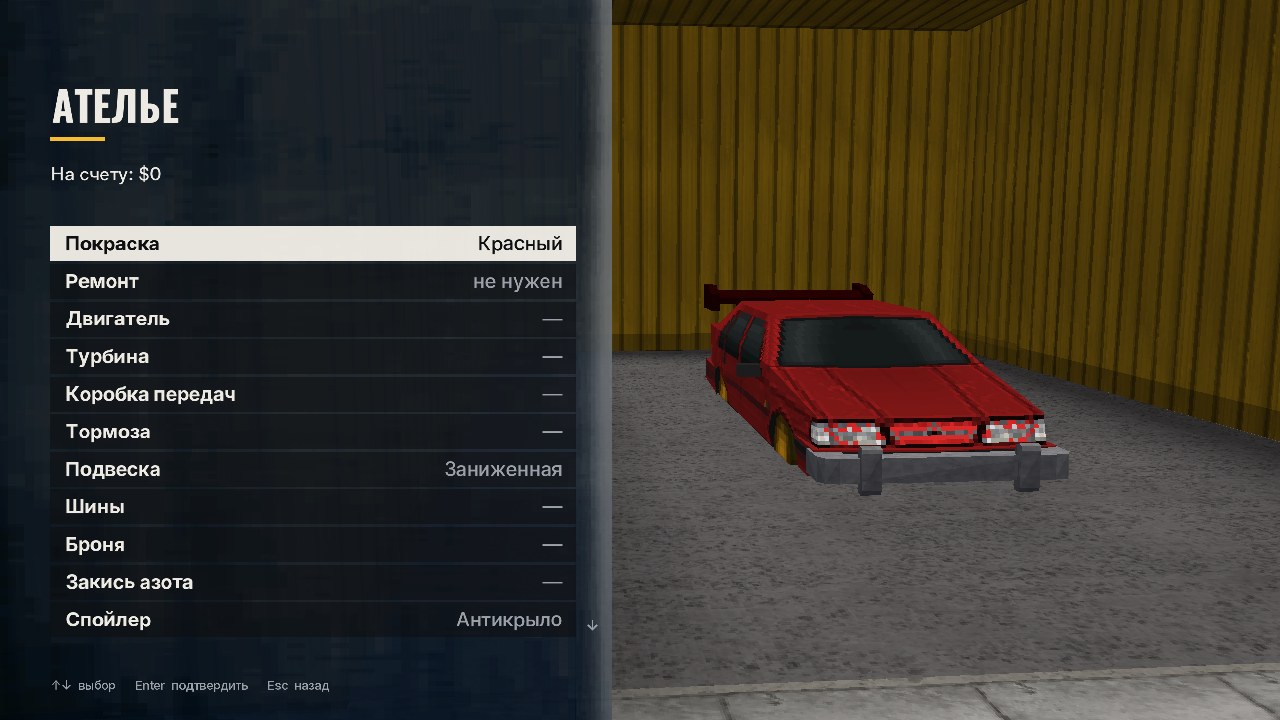 АТЕЛЬЕ
На счету: $0
Покраска Красный
Ремонт не нужен
Двигатель —
Турбина —
Коробка передач —
Тормоза —
Подвеска Заниженная
Шины —
Броня —
Закись азота —
Спойлер Антикрыло
↑↓ выбор Enter подтвердить Esc назад